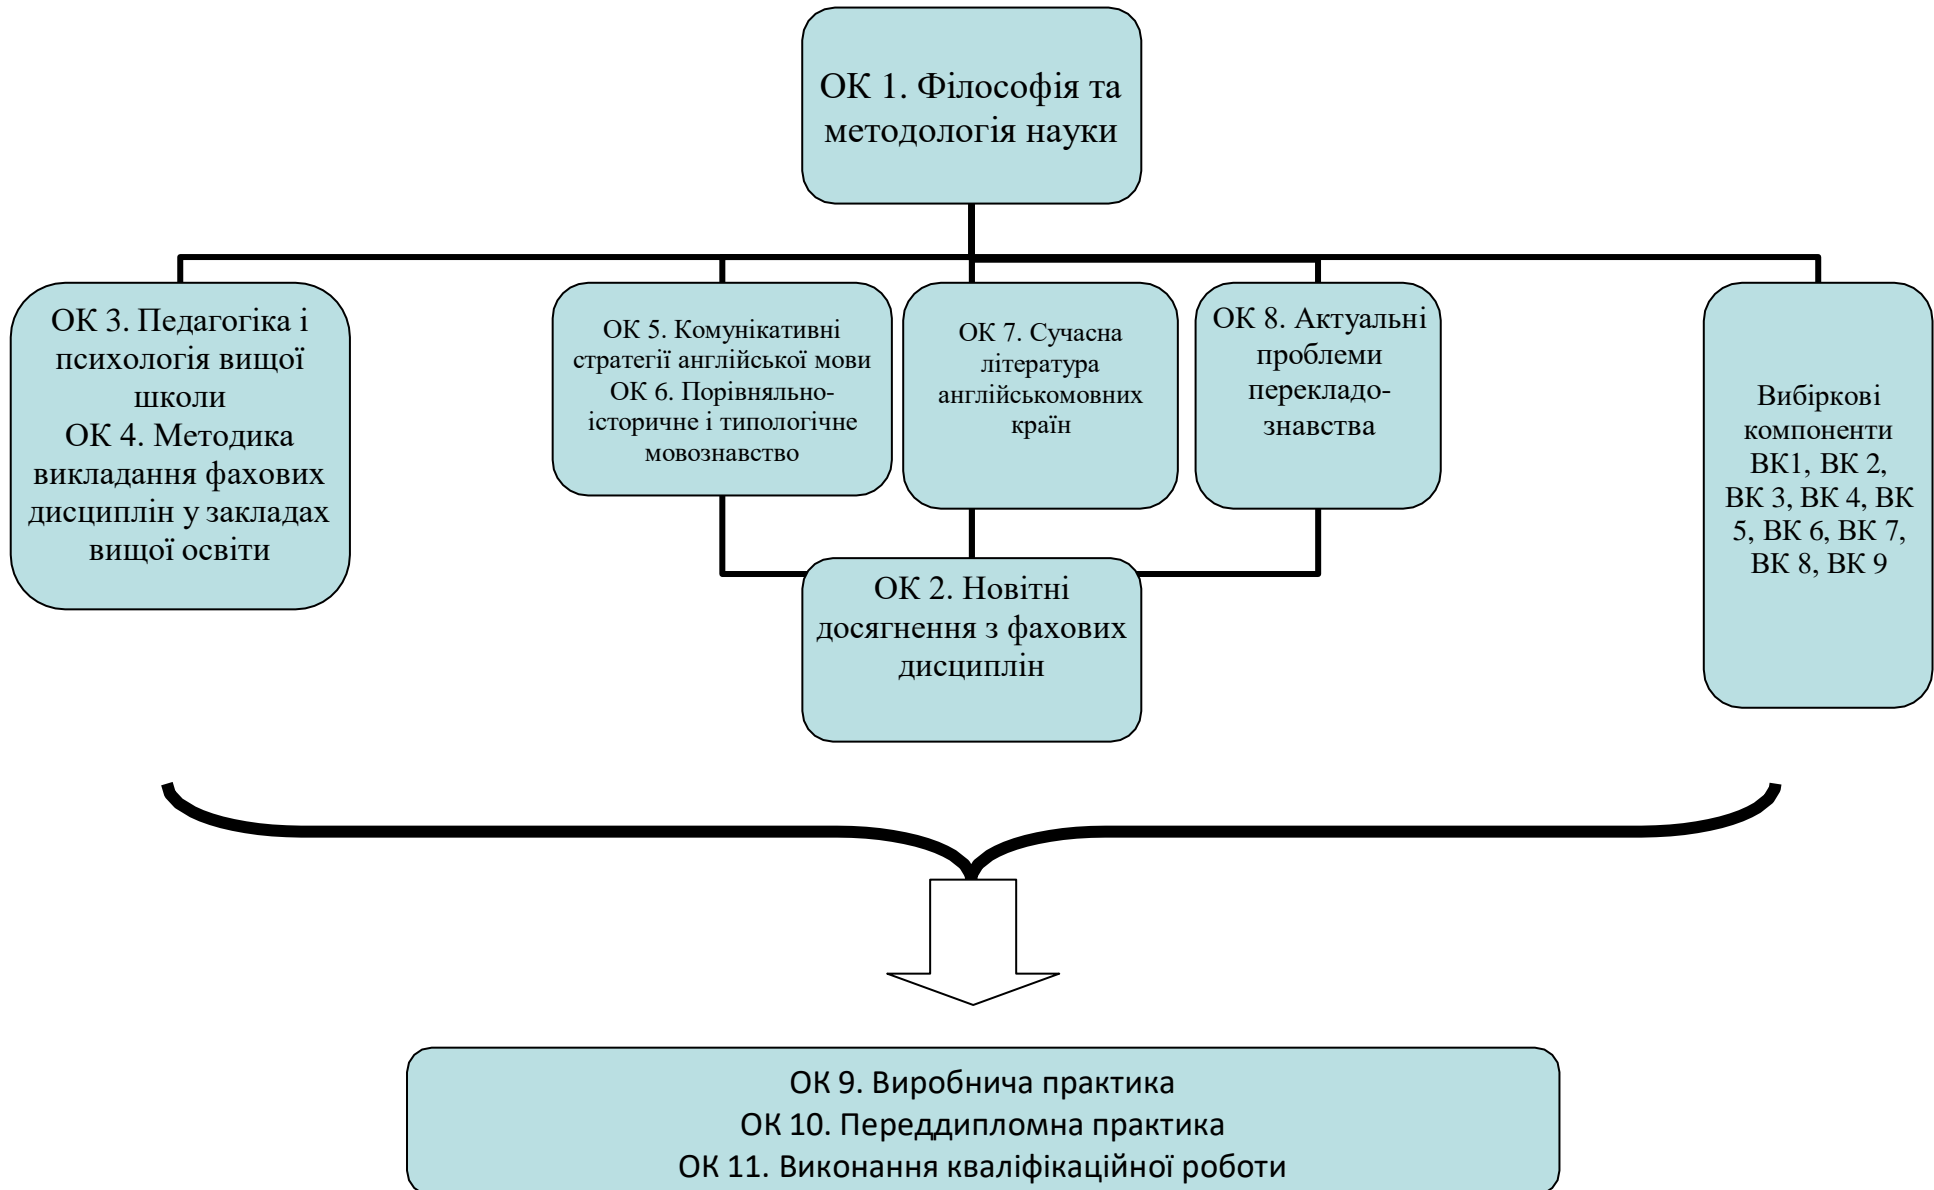 ОК 1. Філософія та
методологія науки
ОК 3. Педагогіка і
психологія вищої
школи
ОК 4. Методика
викладання фахових
дисциплін у закладах
вищої освіти
ОК 5. Комунікативні
стратегії англійської мови
ОК 6. Порівняльно-
історичне і типологічне
мовознавство
ОК 7. Сучасна
література
англійськомовних
країн
ОК 8. Актуальні
проблеми
перекладо-
знавства
Вибіркові
компоненти
ВК1, ВК 2,
ВК 3, ВК 4, ВК
5, ВК 6, ВК 7,
ВК 8, ВК 9
ОК 2. Новітні
досягнення з фахових
дисциплін
ОК 9. Виробнича практика
ОК 10. Переддипломна практика
ОК 11. Виконання кваліфікаційної роботи